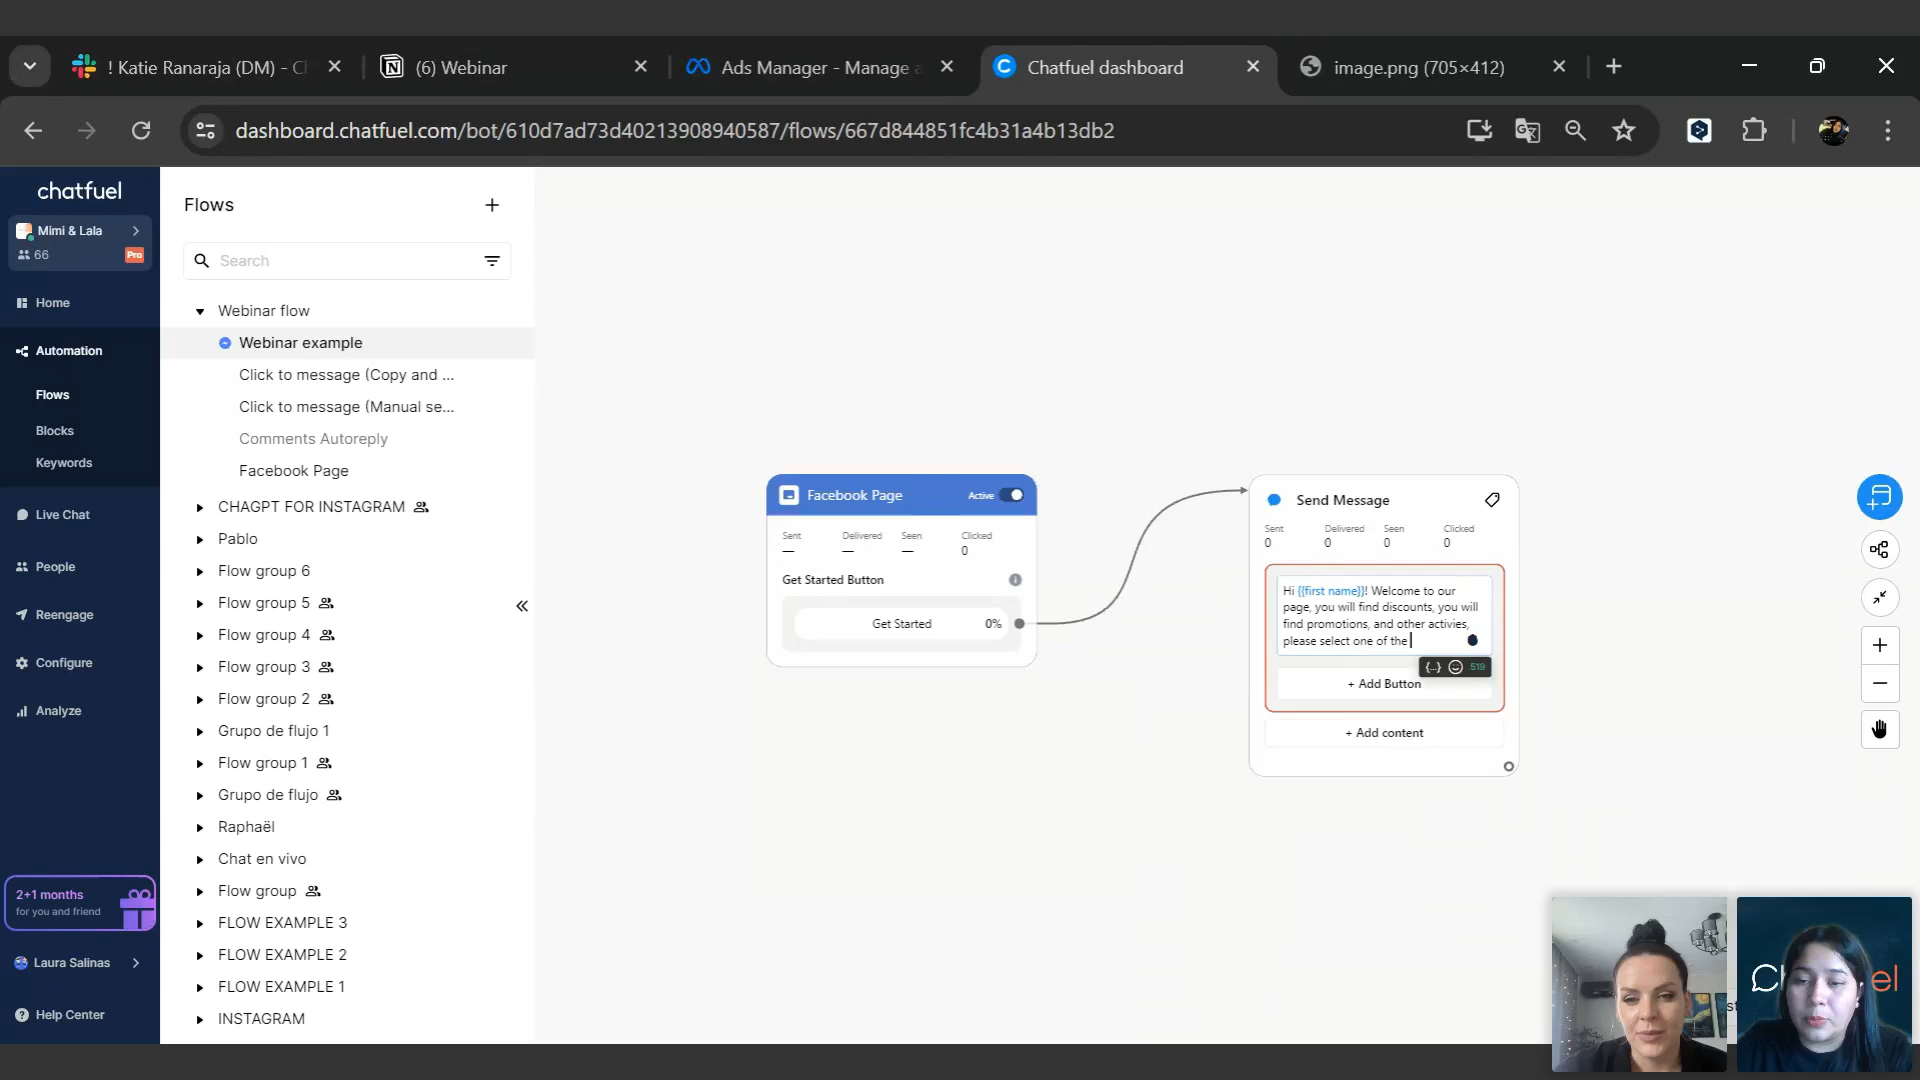 ! Katie Ranaraja (DM) - C
(6) Webinar
Ads Manager - Manage a
Chatfuel dashboard
image.png (705×412)
dashboard.chatfuel.com/bot/610d7ad73d40213908940587/flows/667d844851fc4b31a4b13db2
chatfuel
Mimi & Lala
66
Pro
Home
Automation
Flows
Blocks
Keywords
Live Chat
People
Reengage
Configure
Analyze
2+1 months
for you and friend
Laura Salinas
Help Center
Flows
Search
Webinar flow
Webinar example
Click to message (Copy and ...
Click to message (Manual se...
Comments Autoreply
Facebook Page
CHAGPT FOR INSTAGRAM
Pablo
Flow group 6
Flow group 5
Flow group 4
Flow group 3
Flow group 2
Grupo de flujo 1
Flow group 1
Grupo de flujo
Raphaël
Chat en vivo
Flow group
FLOW EXAMPLE 3
FLOW EXAMPLE 2
FLOW EXAMPLE 1
INSTAGRAM
Facebook Page
Active
Sent Delivered Seen Clicked
— — — 0
Get Started Button
Get Started 0%
Send Message
Sent Delivered Seen Clicked
0 0 0 0
Hi {{first name}}! Welcome to our
page, you will find discounts, you will
find promotions, and other activies,
please select one of the
{...} 519
+ Add Button
+ Add content
Ch el